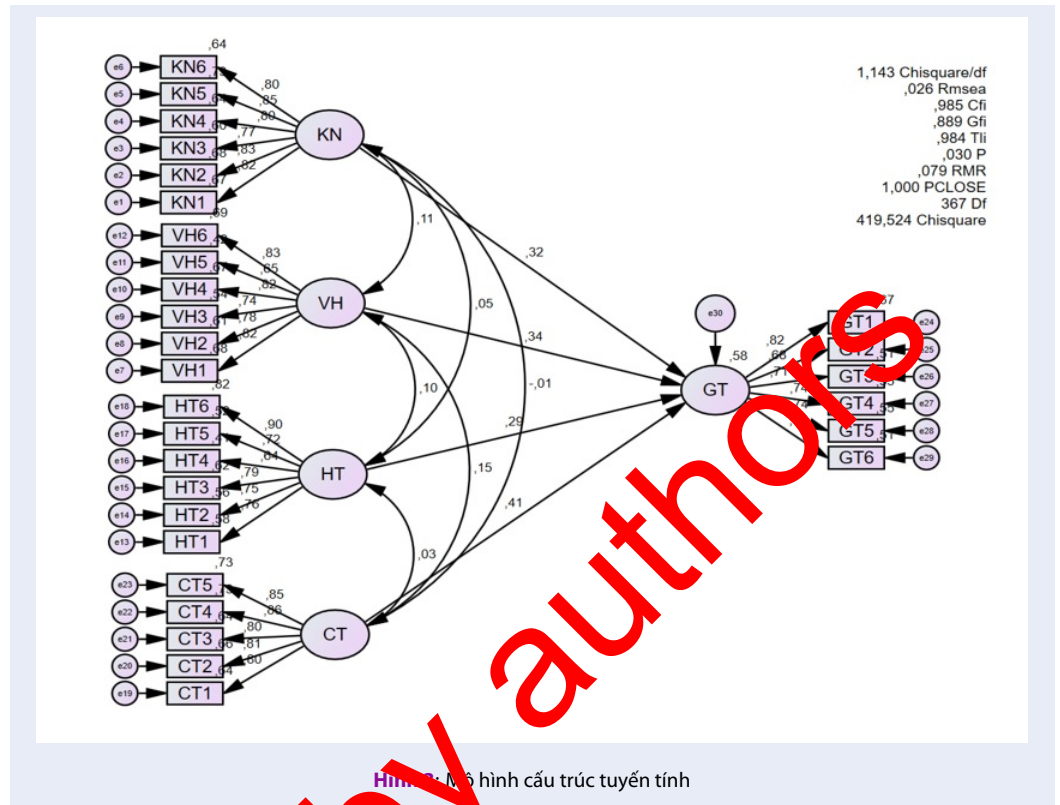 1,143 Chisquare/df
,026 Rmsea
,985 Cfi
,889 Gfi
,984 Tli
,030 P
,079 RMR
1,000 PCLOSE
367 Df
419,524 Chisquare
,64
e6 KN6 ,80
e5 KN5 ,85
e4 KN4 ,80
e3 KN3 ,77
e2 KN2 ,83
e1 KN1 ,82
KN
,69
e12 VH6 ,83
e11 VH5 ,65
e10 VH4 ,82
e9 VH3 ,74
e8 VH2 ,78
e7 VH1 ,82
VH
,82
e18 HT6 ,90
e17 HT5 ,72
e16 HT4 ,64
e15 HT3 ,79
e14 HT2 ,75
e13 HT1 ,76
HT
,73
e23 CT5 ,85
e22 CT4 ,86
e21 CT3 ,80
e20 CT2 ,81
e19 CT1 ,80
CT
,11
,05
-,01
,10
,15
,03
,32
,34
,29
,41
e30
,58
GT
,82 GT1 e24
,68 GT2
,71 e26
,74 GT4 e27
,74 GT5 e28
GT6 e29
by authors
: Mô hình cấu trúc tuyến tính